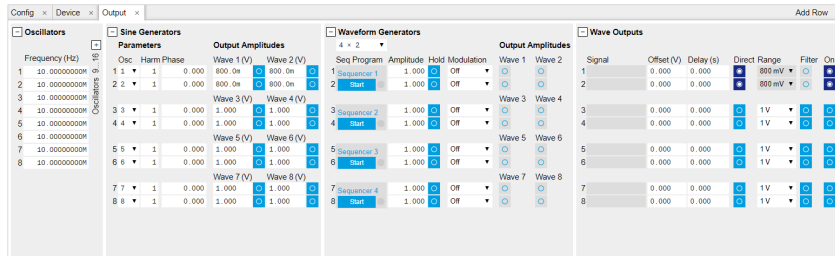 Config × Device × Output × Add Row
− Oscillators − Sine Generators − Waveform Generators − Wave Outputs
+ Parameters Output Amplitudes 4 × 2 ▼ Output Amplitudes
Frequency (Hz) Osc Harm Phase Wave 1 (V) Wave 2 (V) Seq Program Amplitude Hold Modulation Wave 1 Wave 2 Signal Offset (V) Delay (s) Direct Range Filter On
Oscillators 9 - 16
1 10.00000000M 1 1 ▼ 1 0.000 800.0m 800.0m 1 Sequencer 1 1.000 Off ▼ 1 0.000 0.000 800 mV ▼
2 10.00000000M 2 2 ▼ 1 0.000 800.0m 800.0m 2 Start 1.000 Off ▼ 2 0.000 0.000 800 mV ▼
3 10.00000000M Wave 3 (V) Wave 4 (V) Wave 3 Wave 4
4 10.00000000M 3 3 ▼ 1 0.000 1.000 1.000 3 Sequencer 2 1.000 Off ▼ 3 0.000 0.000 1 V ▼
5 10.00000000M 4 4 ▼ 1 0.000 1.000 1.000 4 Start 1.000 Off ▼ 4 0.000 0.000 1 V ▼
6 10.00000000M Wave 5 (V) Wave 6 (V) Wave 5 Wave 6
7 10.00000000M 5 5 ▼ 1 0.000 1.000 1.000 5 Sequencer 3 1.000 Off ▼ 5 0.000 0.000 1 V ▼
8 10.00000000M 6 6 ▼ 1 0.000 1.000 1.000 6 Start 1.000 Off ▼ 6 0.000 0.000 1 V ▼
Wave 7 (V) Wave 8 (V) Wave 7 Wave 8
7 7 ▼ 1 0.000 1.000 1.000 7 Sequencer 4 1.000 Off ▼ 7 0.000 0.000 1 V ▼
8 8 ▼ 1 0.000 1.000 1.000 8 Start 1.000 Off ▼ 8 0.000 0.000 1 V ▼